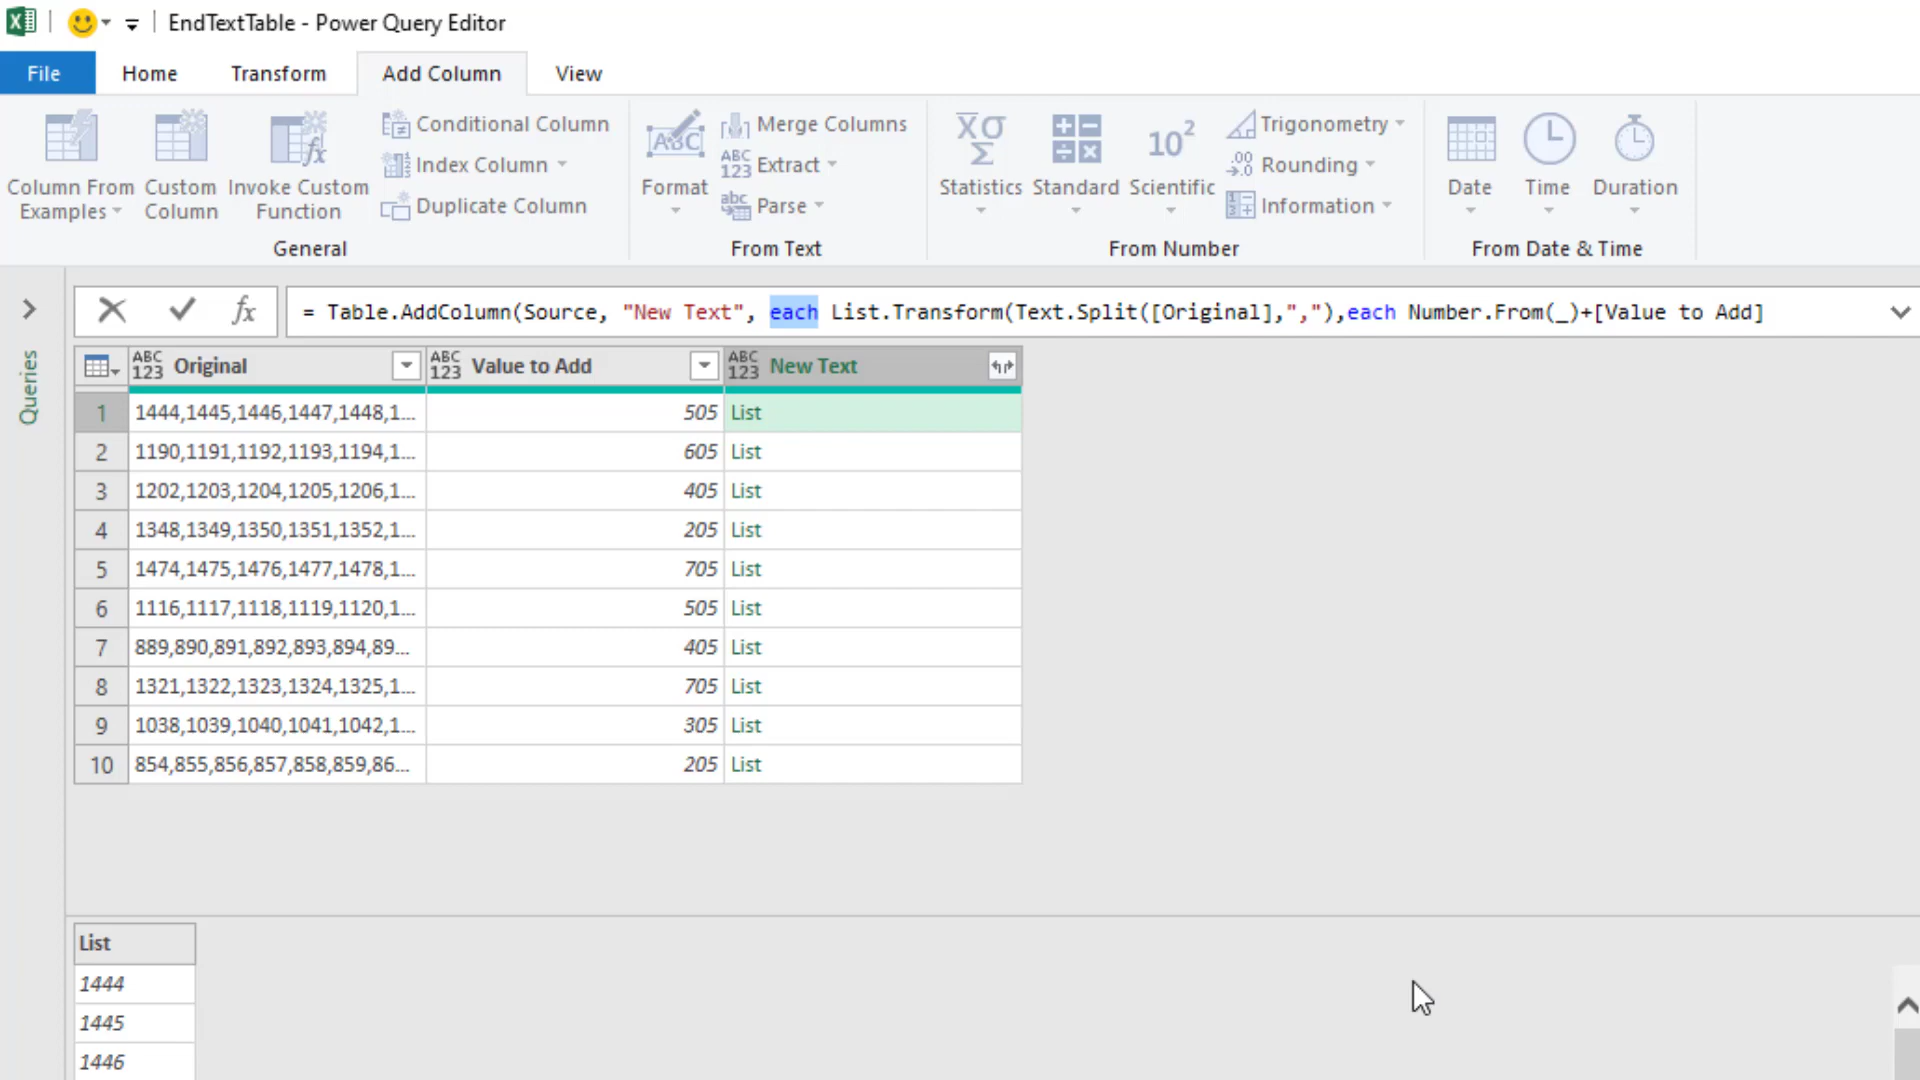 EndTextTable - Power Query Editor
File Home Transform Add Column View
Column From Examples
Custom Column
Invoke Custom Function
Conditional Column
Index Column
Duplicate Column
General
Format
Merge Columns
Extract
Parse
From Text
Statistics
Standard
Scientific
Trigonometry
Rounding
Information
From Number
Date
Time
Duration
From Date & Time
Queries
fx = Table.AddColumn(Source, "New Text", each List.Transform(Text.Split([Original],","),each Number.From(_)+[Value to Add]
ABC 123 Original ABC 123 Value to Add ABC 123 New Text
1 1444,1445,1446,1447,1448,1... 505 List
2 1190,1191,1192,1193,1194,1... 605 List
3 1202,1203,1204,1205,1206,1... 405 List
4 1348,1349,1350,1351,1352,1... 205 List
5 1474,1475,1476,1477,1478,1... 705 List
6 1116,1117,1118,1119,1120,1... 505 List
7 889,890,891,892,893,894,89... 405 List
8 1321,1322,1323,1324,1325,1... 705 List
9 1038,1039,1040,1041,1042,1... 305 List
10 854,855,856,857,858,859,86... 205 List
List
1444
1445
1446